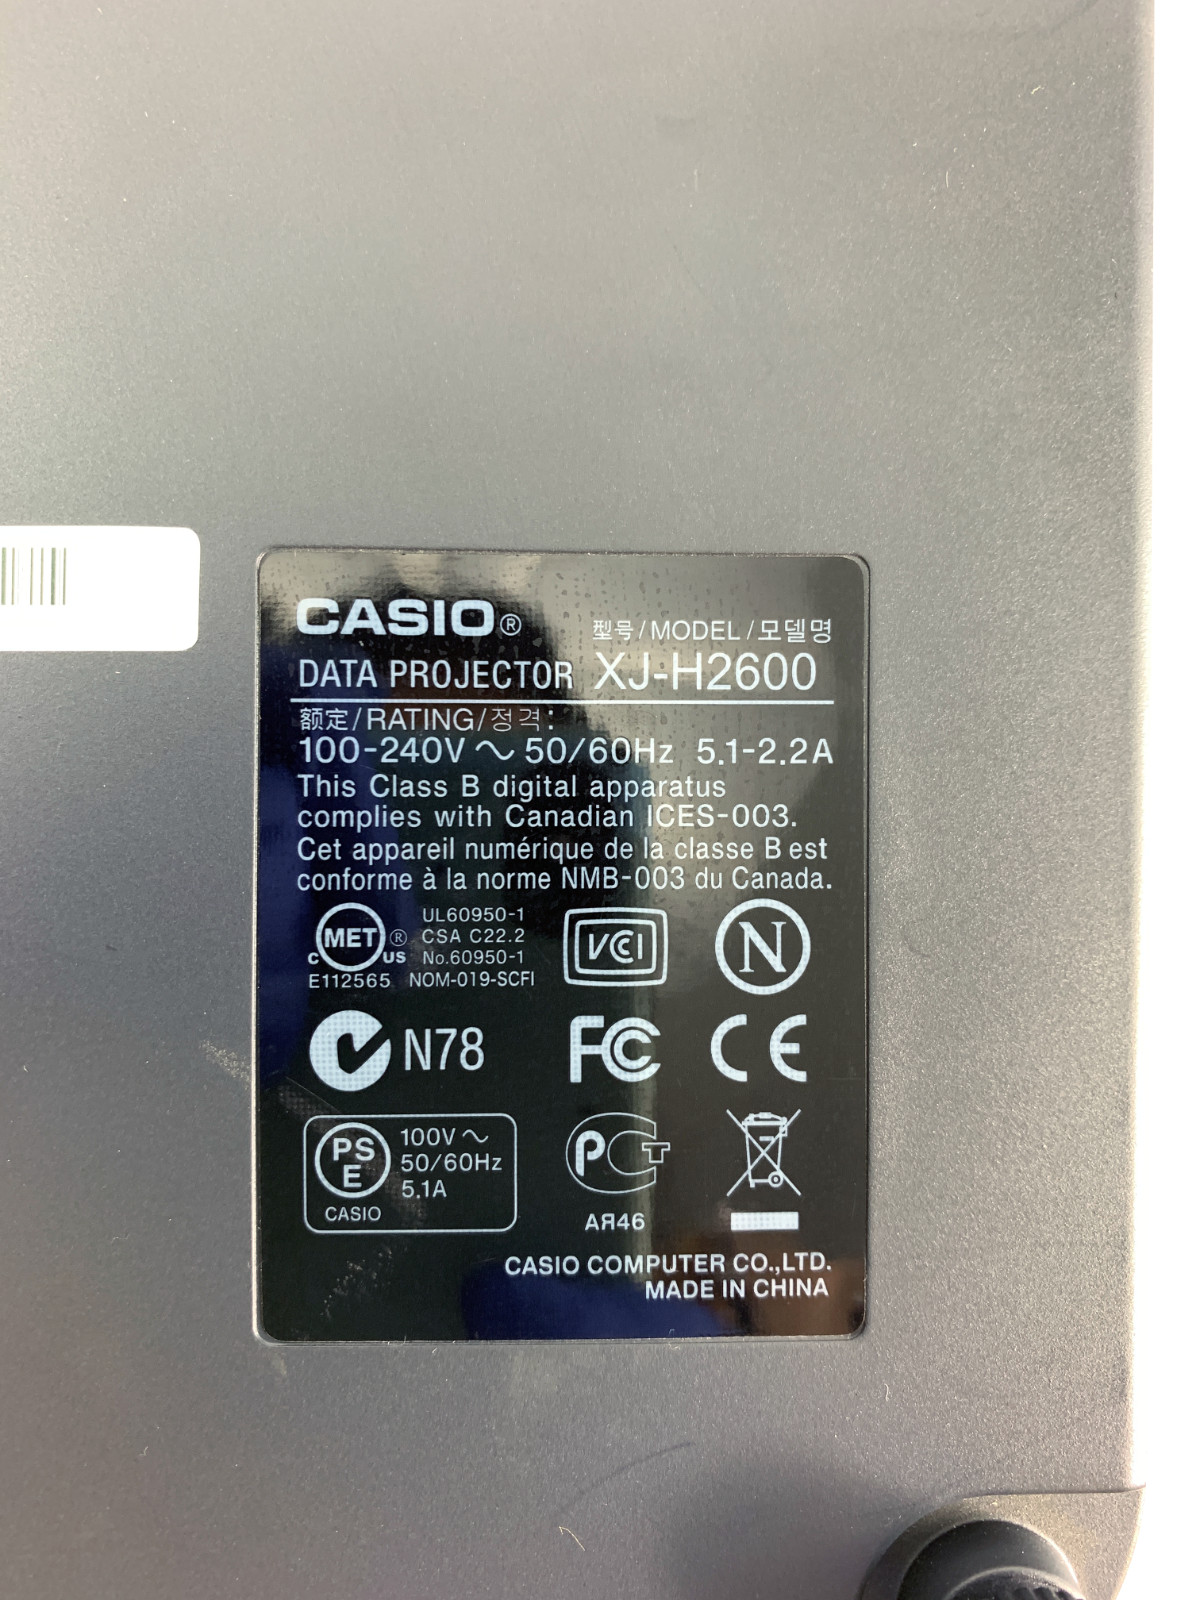 CASIO®
型号/MODEL/모델명
DATA PROJECTOR XJ-H2600
额定/RATING/정격:
100-240V ～ 50/60Hz 5.1-2.2A
This Class B digital apparatus
complies with Canadian ICES-003.
Cet appareil numérique de la classe B est
conforme à la norme NMB-003 du Canada.
C MET ® US
E112565
UL60950-1
CSA C22.2
No.60950-1
NOM-019-SCFI
VCI
N
N78
FC
CE
PS
E
CASIO
100V ～
50/60Hz
5.1A
PCT
АЯ46
CASIO COMPUTER CO.,LTD.
MADE IN CHINA